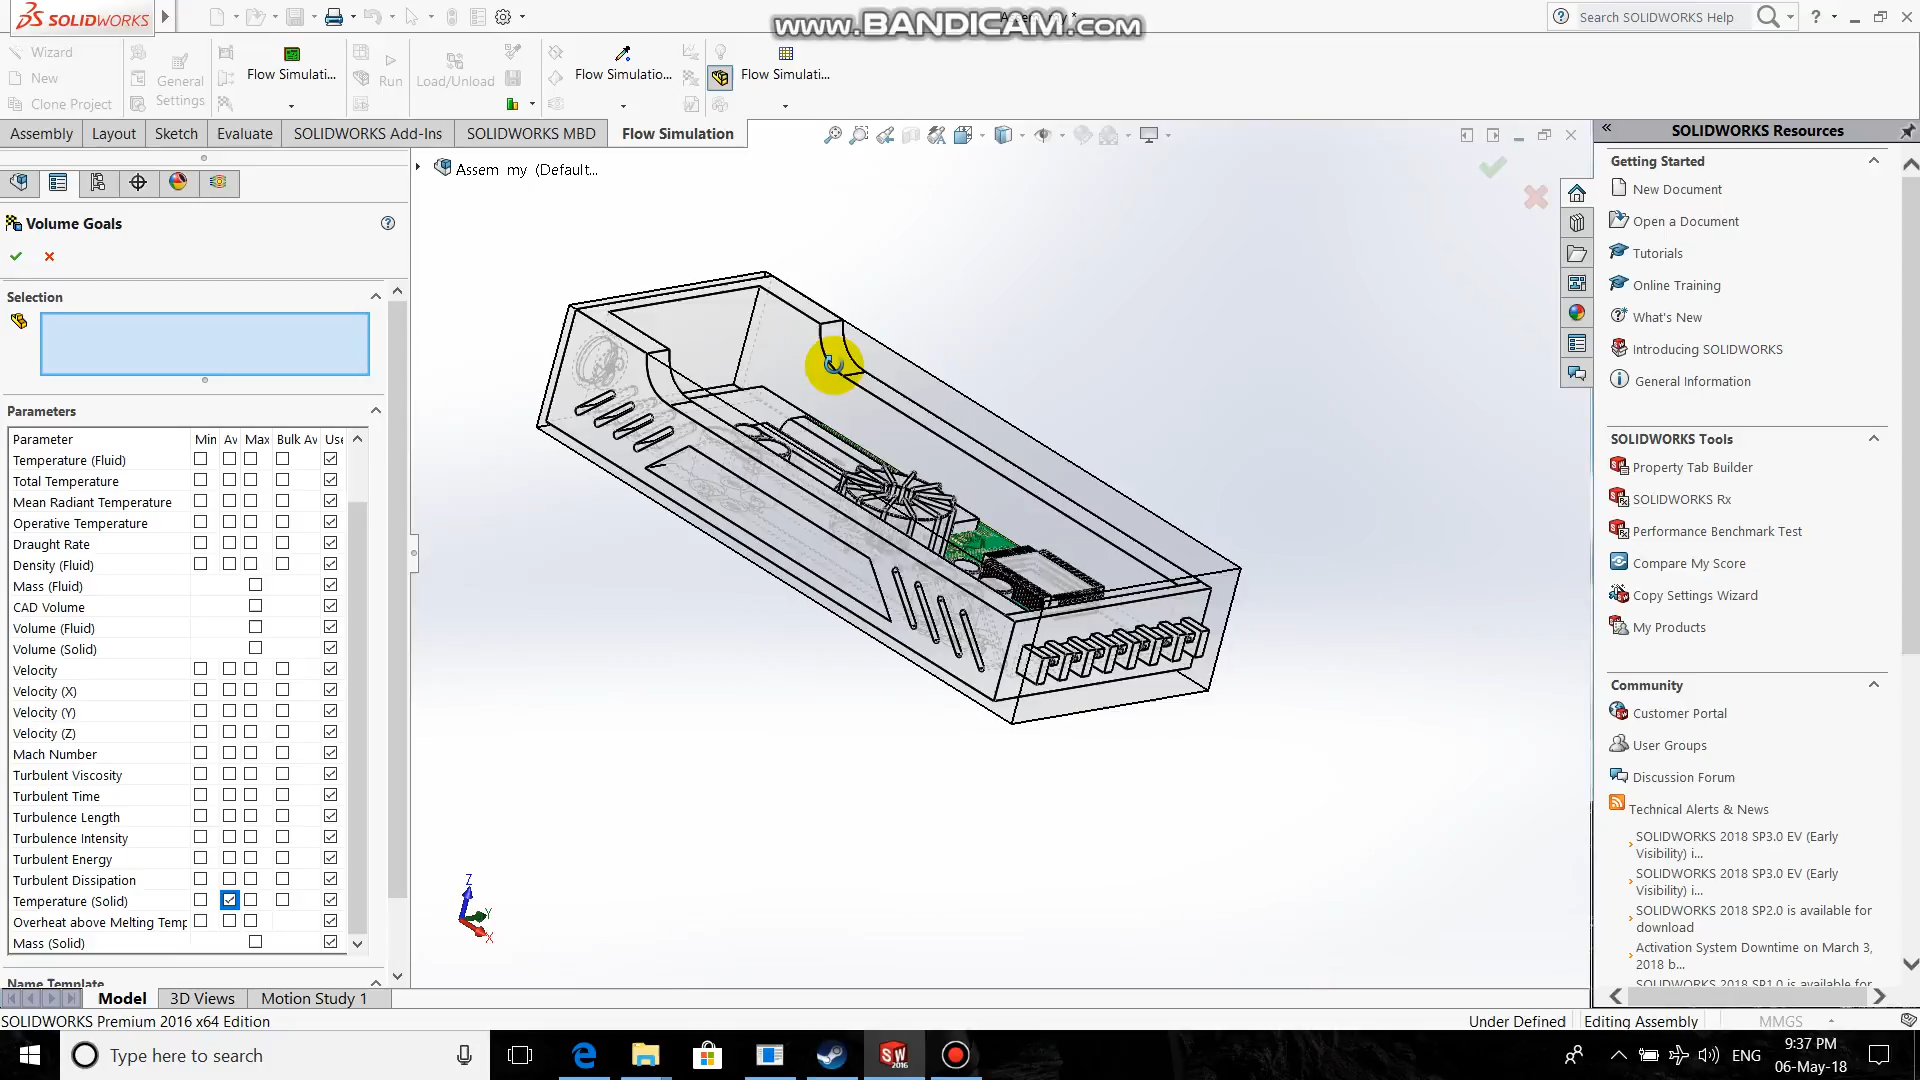 SOLIDWORKS
www.BANDICAM.com
Search SOLIDWORKS Help
Wizard
New
Clone Project
General Settings
Flow Simulati...
Run
Load/Unload
Flow Simulatio...
Flow Simulati...
Assembly
Layout
Sketch
Evaluate
SOLIDWORKS Add-Ins
SOLIDWORKS MBD
Flow Simulation
Assem my (Default...
Volume Goals
Selection
Parameters
Parameter Min Av Max Bulk Av Use
Temperature (Fluid)
Total Temperature
Mean Radiant Temperature
Operative Temperature
Draught Rate
Density (Fluid)
Mass (Fluid)
CAD Volume
Volume (Fluid)
Volume (Solid)
Velocity
Velocity (X)
Velocity (Y)
Velocity (Z)
Mach Number
Turbulent Viscosity
Turbulent Time
Turbulence Length
Turbulence Intensity
Turbulent Energy
Turbulent Dissipation
Temperature (Solid)
Overheat above Melting Temp
Mass (Solid)
Name Template
Z
Y
X
Model
3D Views
Motion Study 1
SOLIDWORKS Premium 2016 x64 Edition
Under Defined
Editing Assembly
MMGS
SOLIDWORKS Resources
Getting Started
New Document
Open a Document
Tutorials
Online Training
What's New
Introducing SOLIDWORKS
General Information
SOLIDWORKS Tools
Property Tab Builder
SOLIDWORKS Rx
Performance Benchmark Test
Compare My Score
Copy Settings Wizard
My Products
Community
Customer Portal
User Groups
Discussion Forum
Technical Alerts & News
SOLIDWORKS 2018 SP3.0 EV (Early
Visibility) i...
SOLIDWORKS 2018 SP3.0 EV (Early
Visibility) i...
SOLIDWORKS 2018 SP2.0 is available for
download
Activation System Downtime on March 3,
2018 b...
SOLIDWORKS 2018 SP1.0 is available for
Type here to search
SW
2016
ENG
9:37 PM
06-May-18